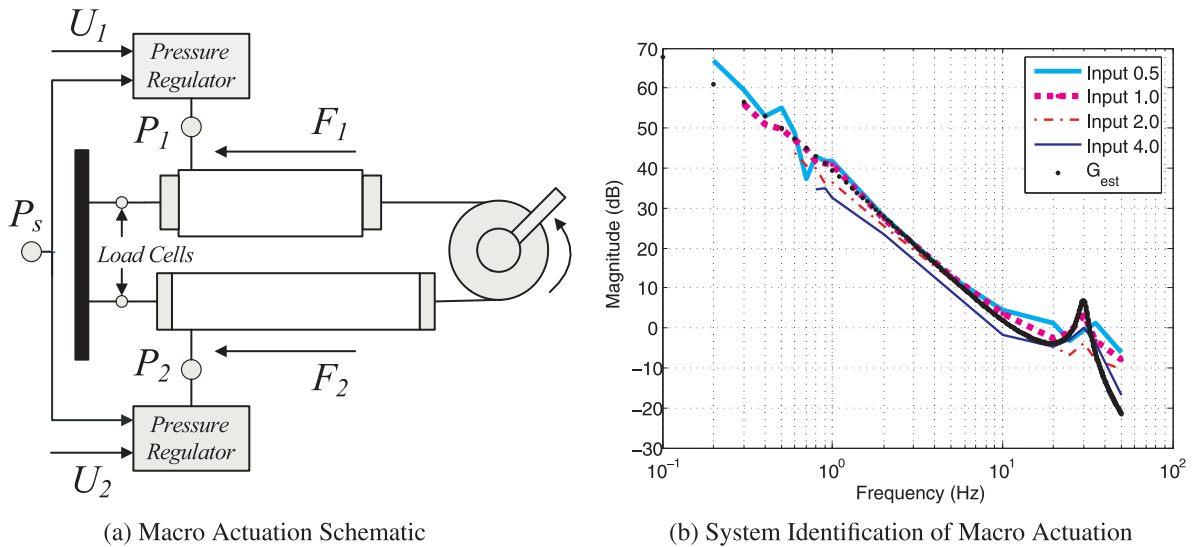 U1
Pressure
Regulator
P1
F1
Ps
Load Cells
P2
F2
Pressure
Regulator
U2
(a) Macro Actuation Schematic
70
60
50
40
30
20
10
0
−10
−20
−30
Magnitude (dB)
10⁻¹
10⁰
10¹
10²
Frequency (Hz)
Input 0.5
Input 1.0
Input 2.0
Input 4.0
Gest
(b) System Identification of Macro Actuation